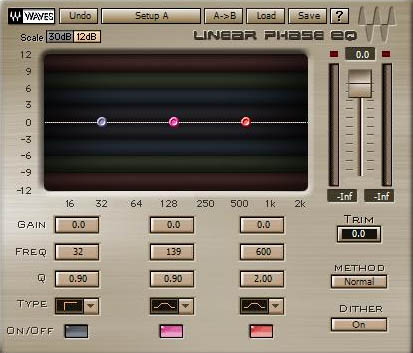 WAVES Undo Setup A A->B Load Save ?
Scale 30dB 12dB LINEAR PHASE EQ 0.0
12
9
6
3
0
-3
-6
-9
-12
16 32 64 128 250 500 1k 2k
-Inf -Inf
GAIN 0.0 0.0 0.0
TRIM
0.0
FREQ 32 139 600
Q 0.90 0.90 2.00
METHOD
Normal
TYPE
DITHER
On
ON/OFF